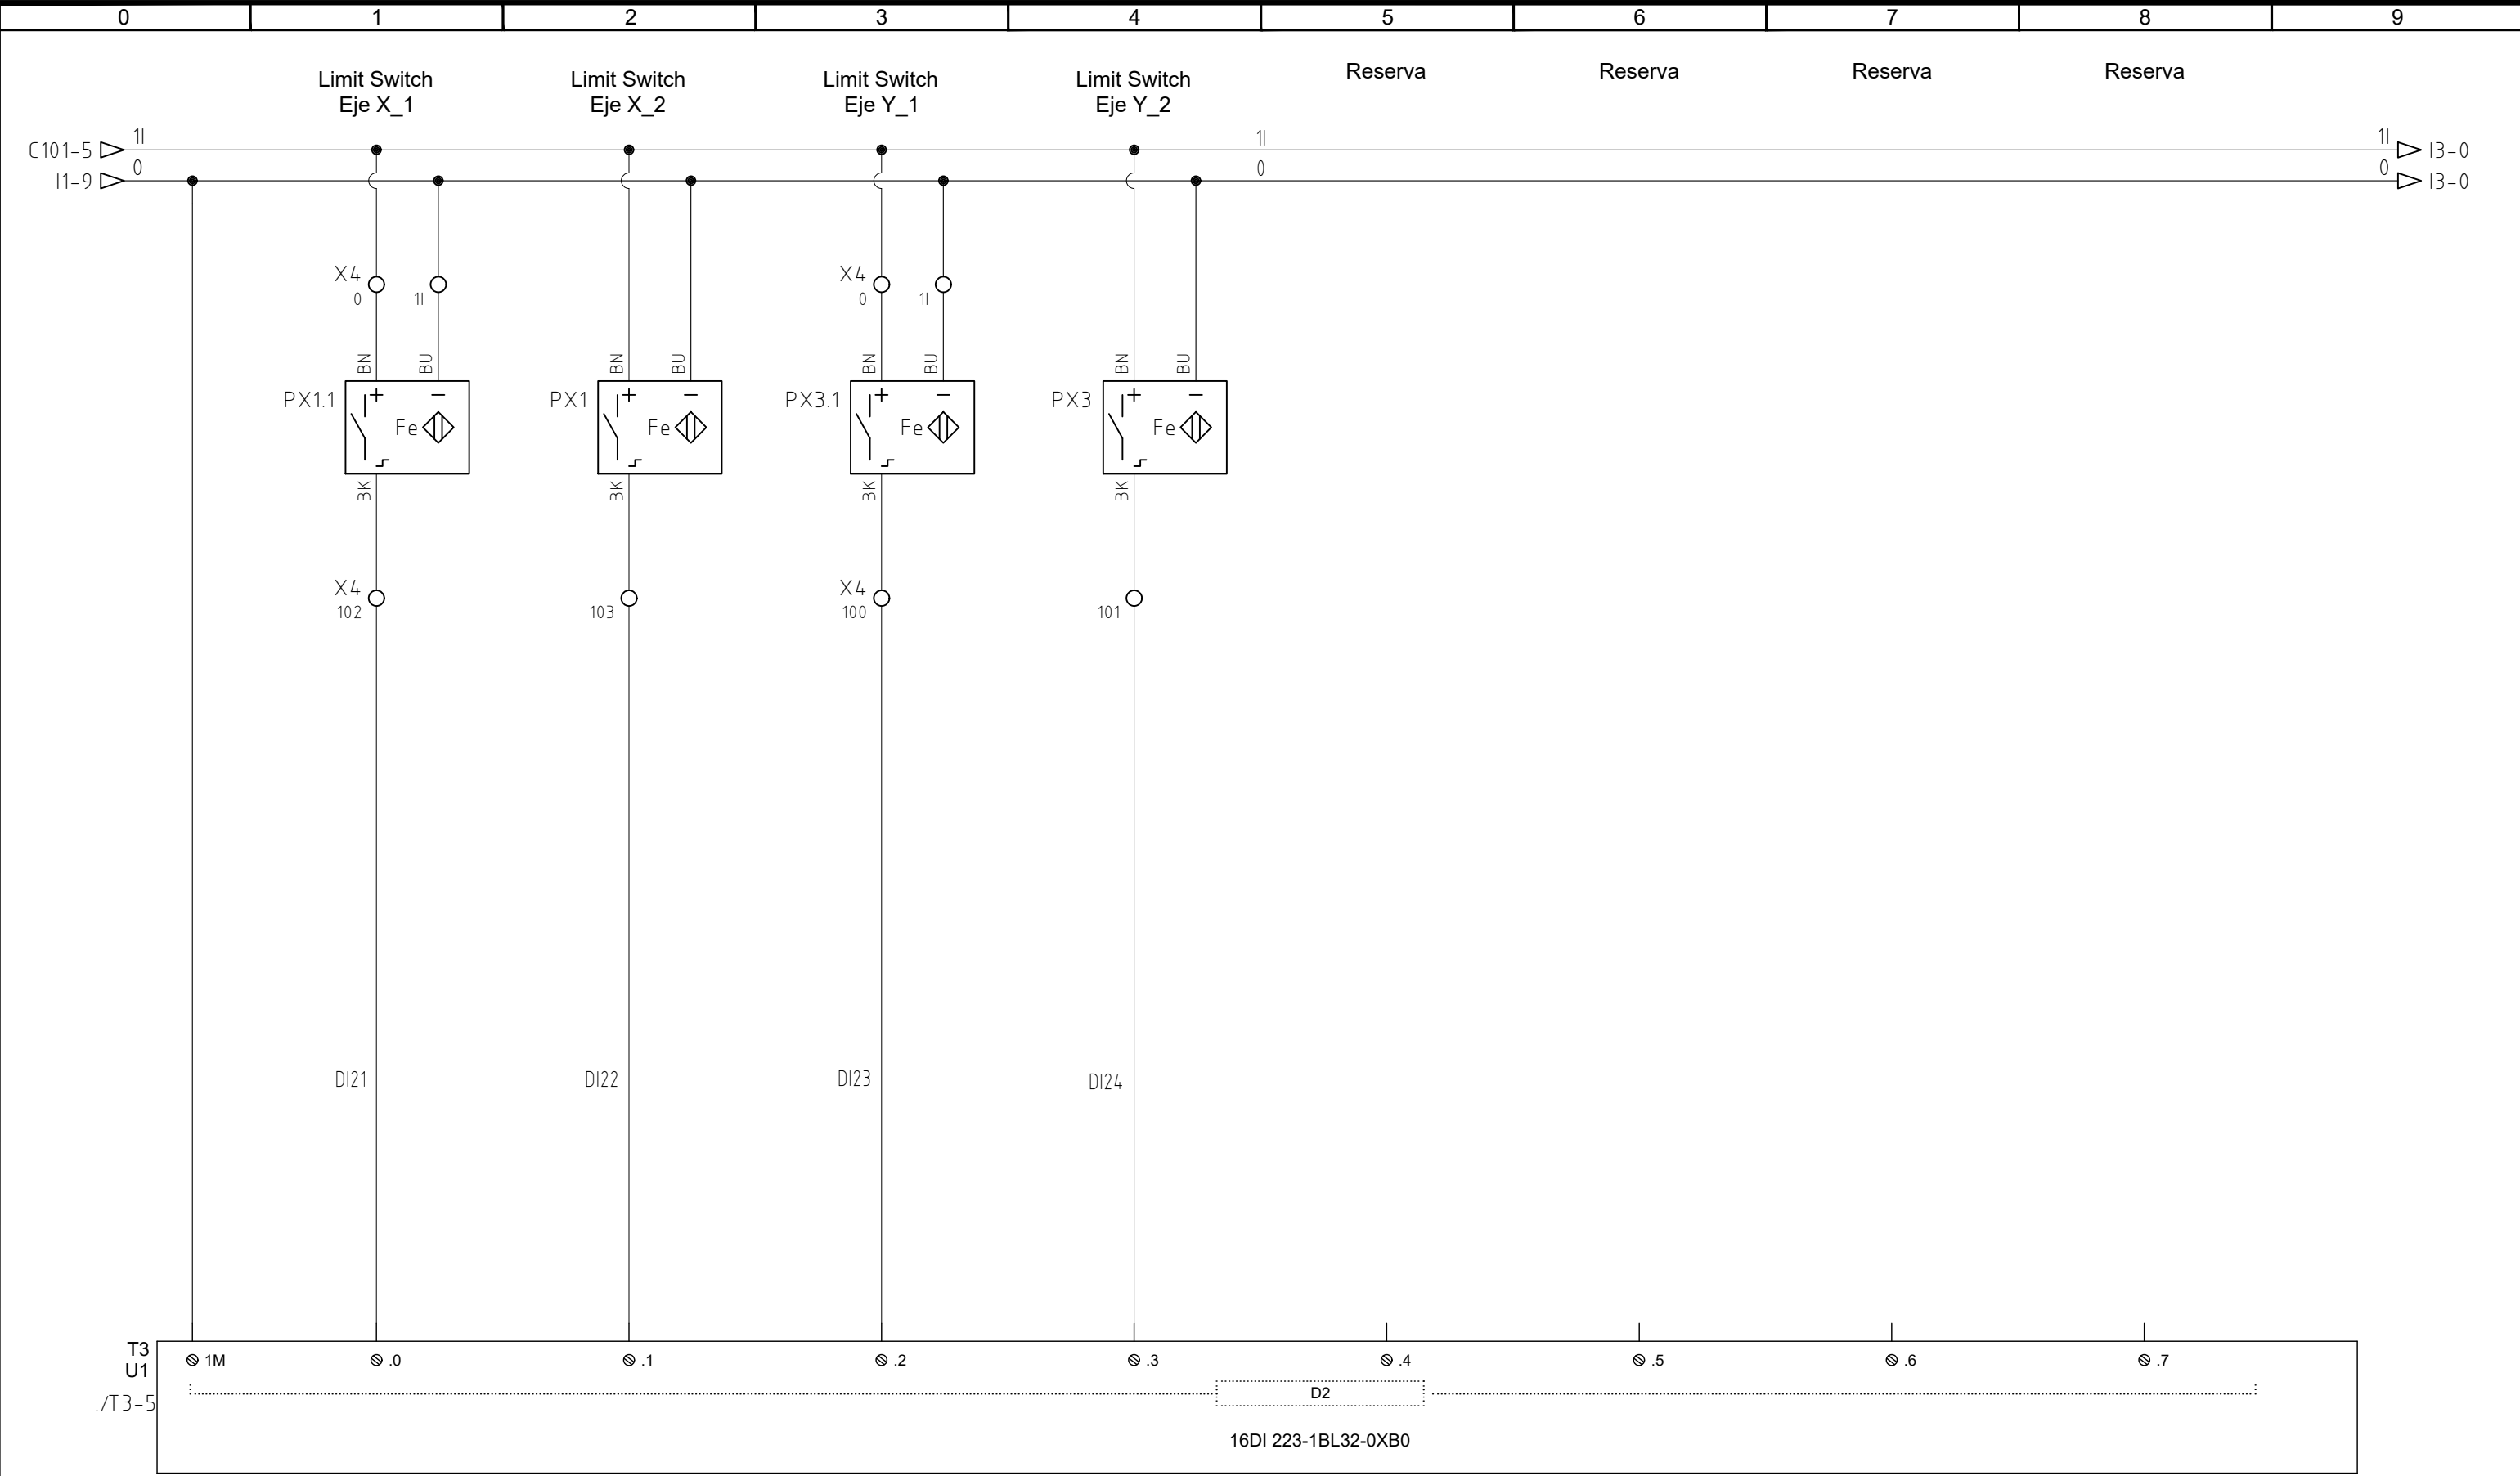 0 1 2 3 4 5 6 7 8 9
Limit Switch Limit Switch Limit Switch Limit Switch Reserva Reserva Reserva Reserva
Eje X_1 Eje X_2 Eje Y_1 Eje Y_2
1I 1I 1I
C101-5 I3-0
0 0 0
I1-9 I3-0
X4 X4
0 1I 0 1I
BN BU BN BU BN BU BN BU
PX1.1 + − PX1 + − PX3.1 + − PX3 + −
Fe Fe Fe Fe
BK BK BK BK
X4 X4
102 103 100 101
DI21 DI22 DI23 DI24
T3
U1
1M .0 .1 .2 .3 .4 .5 .6 .7
./T3-5
D2
16DI 223-1BL32-0XB0